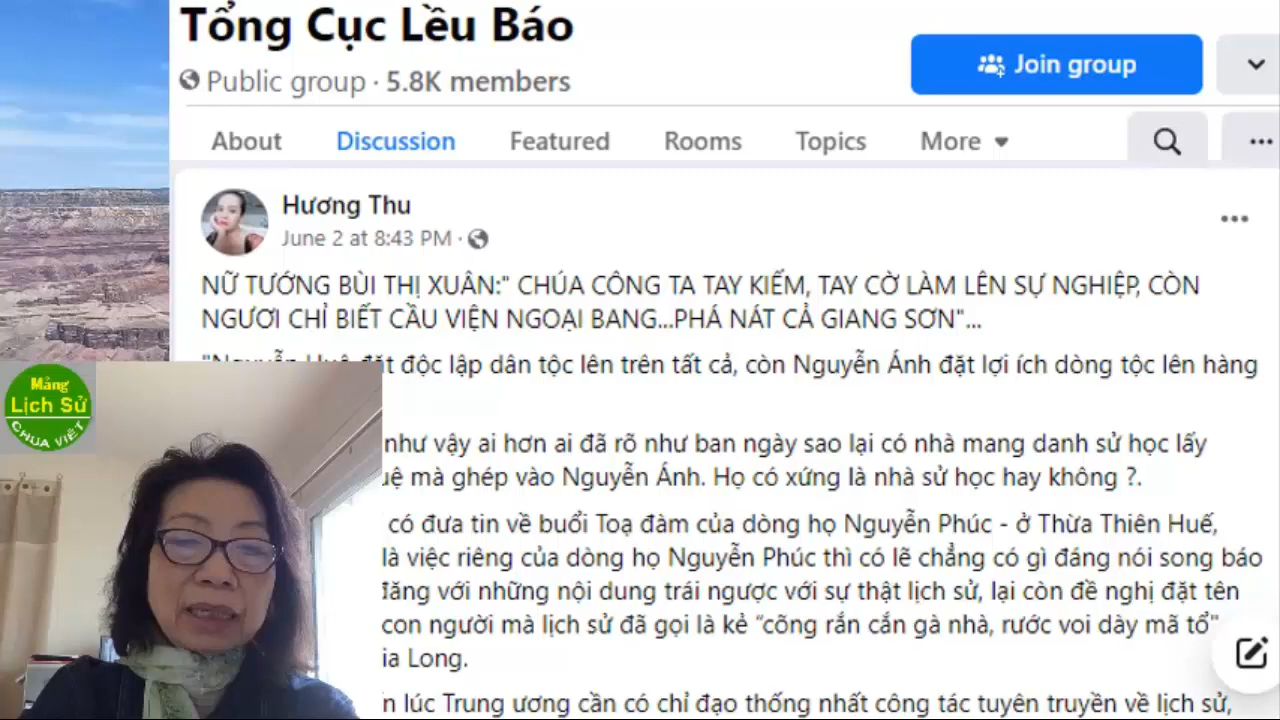 Tổng Cục Lều Báo
Public group · 5.8K members
Join group
About
Discussion
Featured
Rooms
Topics
More
Hương Thu
June 2 at 8:43 PM ·
NỮ TƯỚNG BÙI THỊ XUÂN:" CHÚA CÔNG TA TAY KIẾM, TAY CỜ LÀM LÊN SỰ NGHIỆP, CÒN
NGƯƠI CHỈ BIẾT CẦU VIỆN NGOẠI BANG...PHÁ NÁT CẢ GIANG SƠN"...
"Nguyễn Huệ đặt độc lập dân tộc lên trên tất cả, còn Nguyễn Ánh đặt lợi ích dòng tộc lên hàng
như vậy ai hơn ai đã rõ như ban ngày sao lại có nhà mang danh sử học lấy
mà ghép vào Nguyễn Ánh. Họ có xứng là nhà sử học hay không ?.
có đưa tin về buổi Toạ đàm của dòng họ Nguyễn Phúc - ở Thừa Thiên Huế,
là việc riêng của dòng họ Nguyễn Phúc thì có lẽ chẳng có gì đáng nói song báo
đăng với những nội dung trái ngược với sự thật lịch sử, lại còn đề nghị đặt tên
con người mà lịch sử đã gọi là kẻ "cõng rắn cắn gà nhà, rước voi dày mã tổ"
ia Long.
lúc Trung ương cần có chỉ đạo thống nhất công tác tuyên truyền về lịch sử,
Mảng
Lịch Sử
CHUA VIẾT